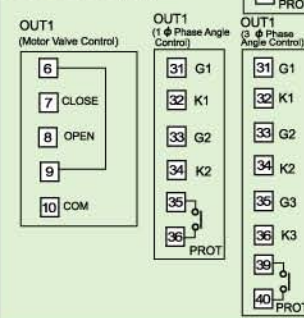 PROT
OUT1
(Motor Valve Control)
6
7 CLOSE
8 OPEN
9
10 COM
OUT1
(1 ϕ Phase Angle
Control)
31 G1
32 K1
33 G2
34 K2
35
36
PROT
OUT1
(3 ϕ Phase
Angle Control)
31 G1
32 K1
33 G2
34 K2
35 G3
36 K3
39
40
PROT